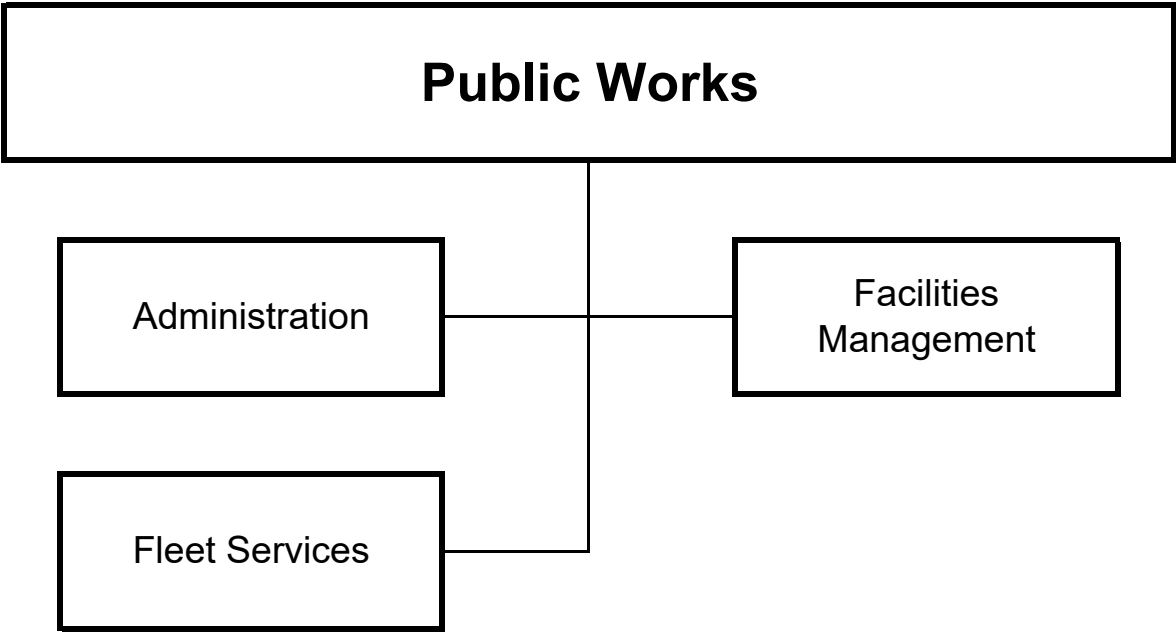 Public Works
Administration
Facilities
Management
Fleet Services